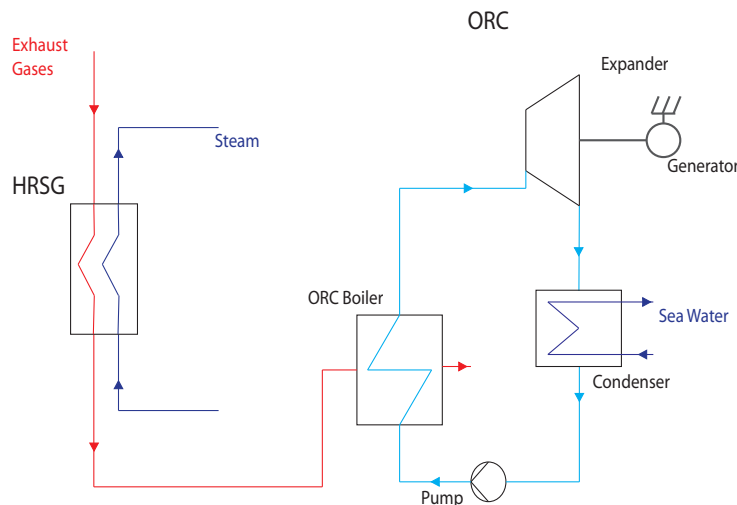 ORC
Exhaust
Gases
Expander
Steam
Generator
HRSG
ORC Boiler
Sea Water
Condenser
Pump